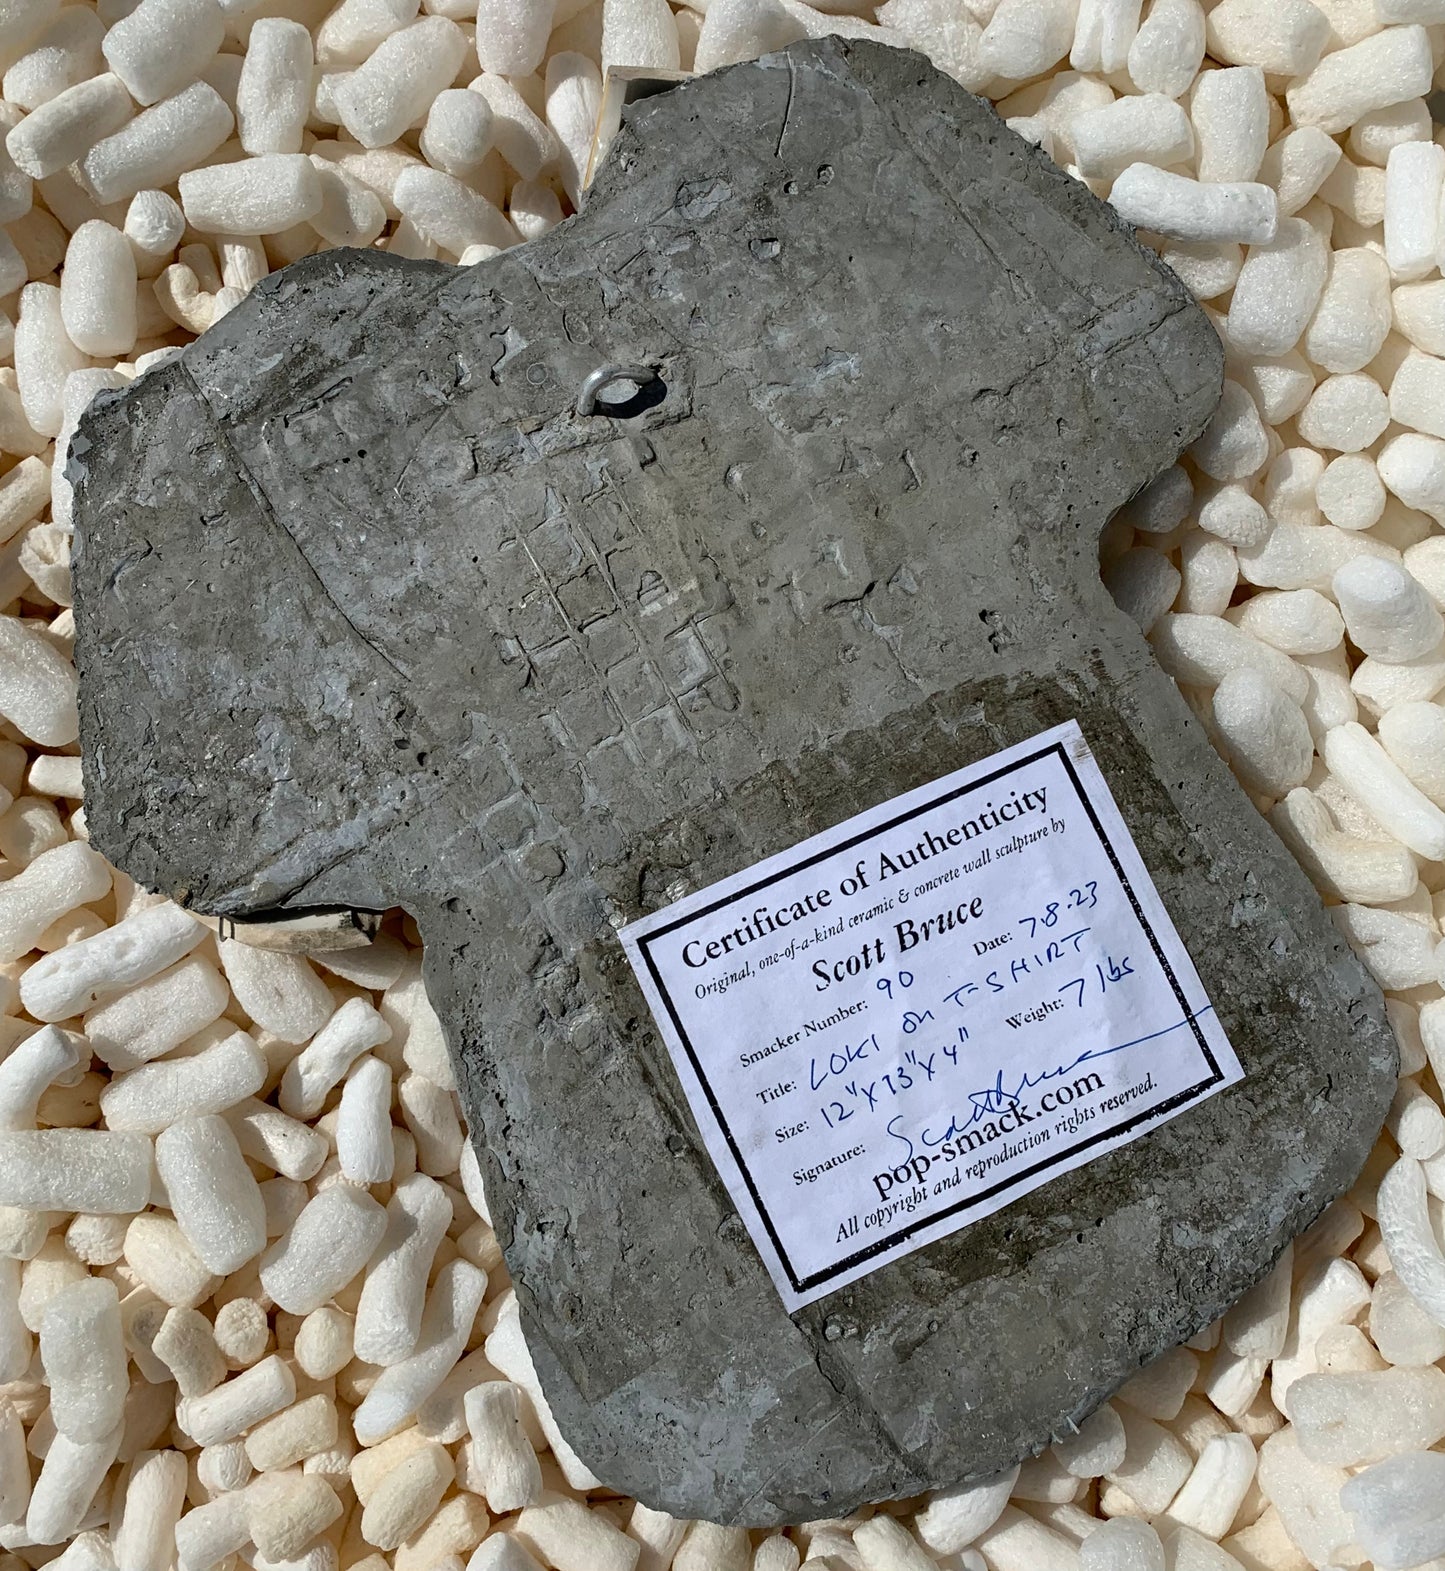 Certificate of Authenticity
Original, one-of-a-kind ceramic & concrete wall sculpture by
Scott Bruce
Smacker Number: 90 Date: 7.8.23
Title: LOKI on T-SHIRT
Size: 12"x13"x4" Weight: 7 lbs
Signature: Scott Bruce
pop-smack.com
All copyright and reproduction rights reserved.